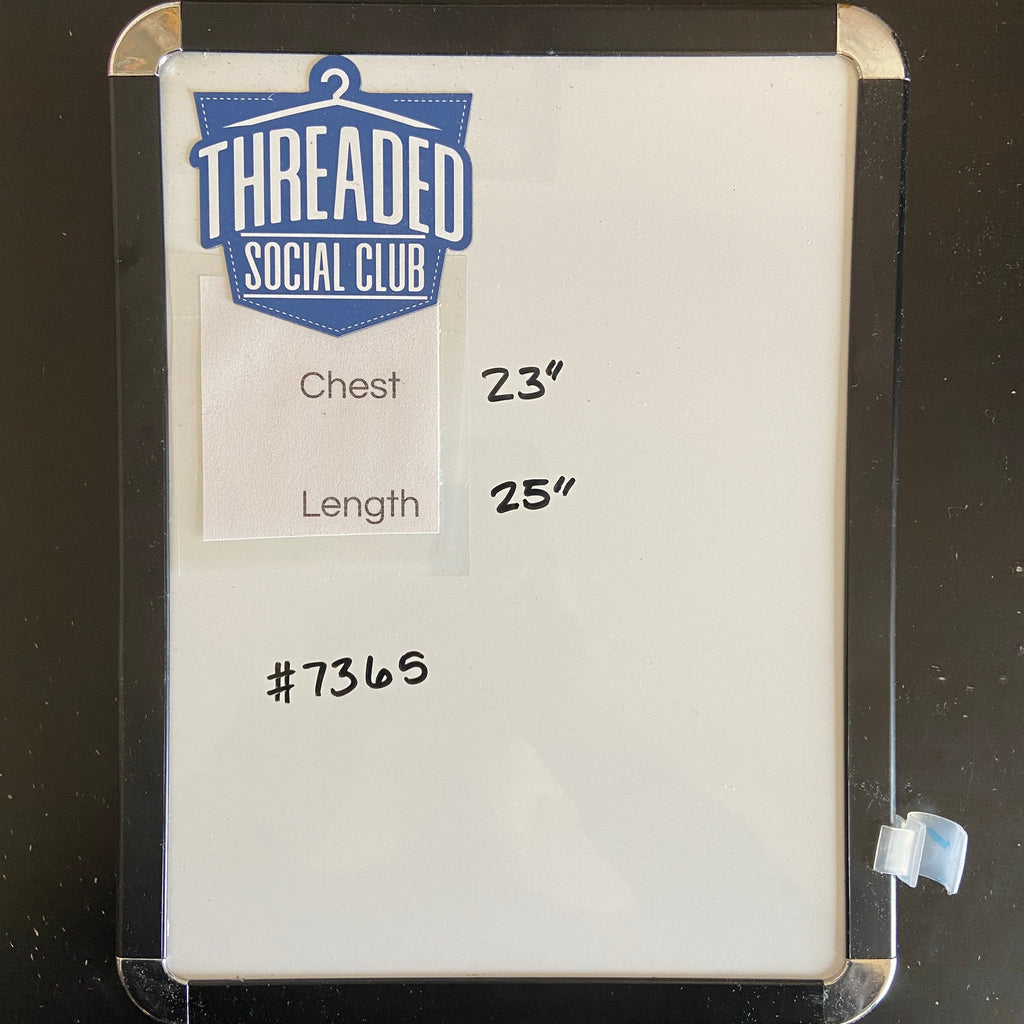 THREADED
SOCIAL CLUB
Chest 23"
Length 25"
#7365